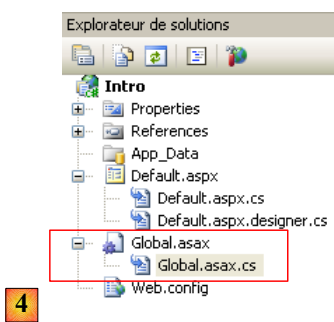 Explorateur de solutions
Intro
Properties
References
App_Data
Default.aspx
Default.aspx.cs
Default.aspx.designer.cs
Global.asax
Global.asax.cs
Web.config
4